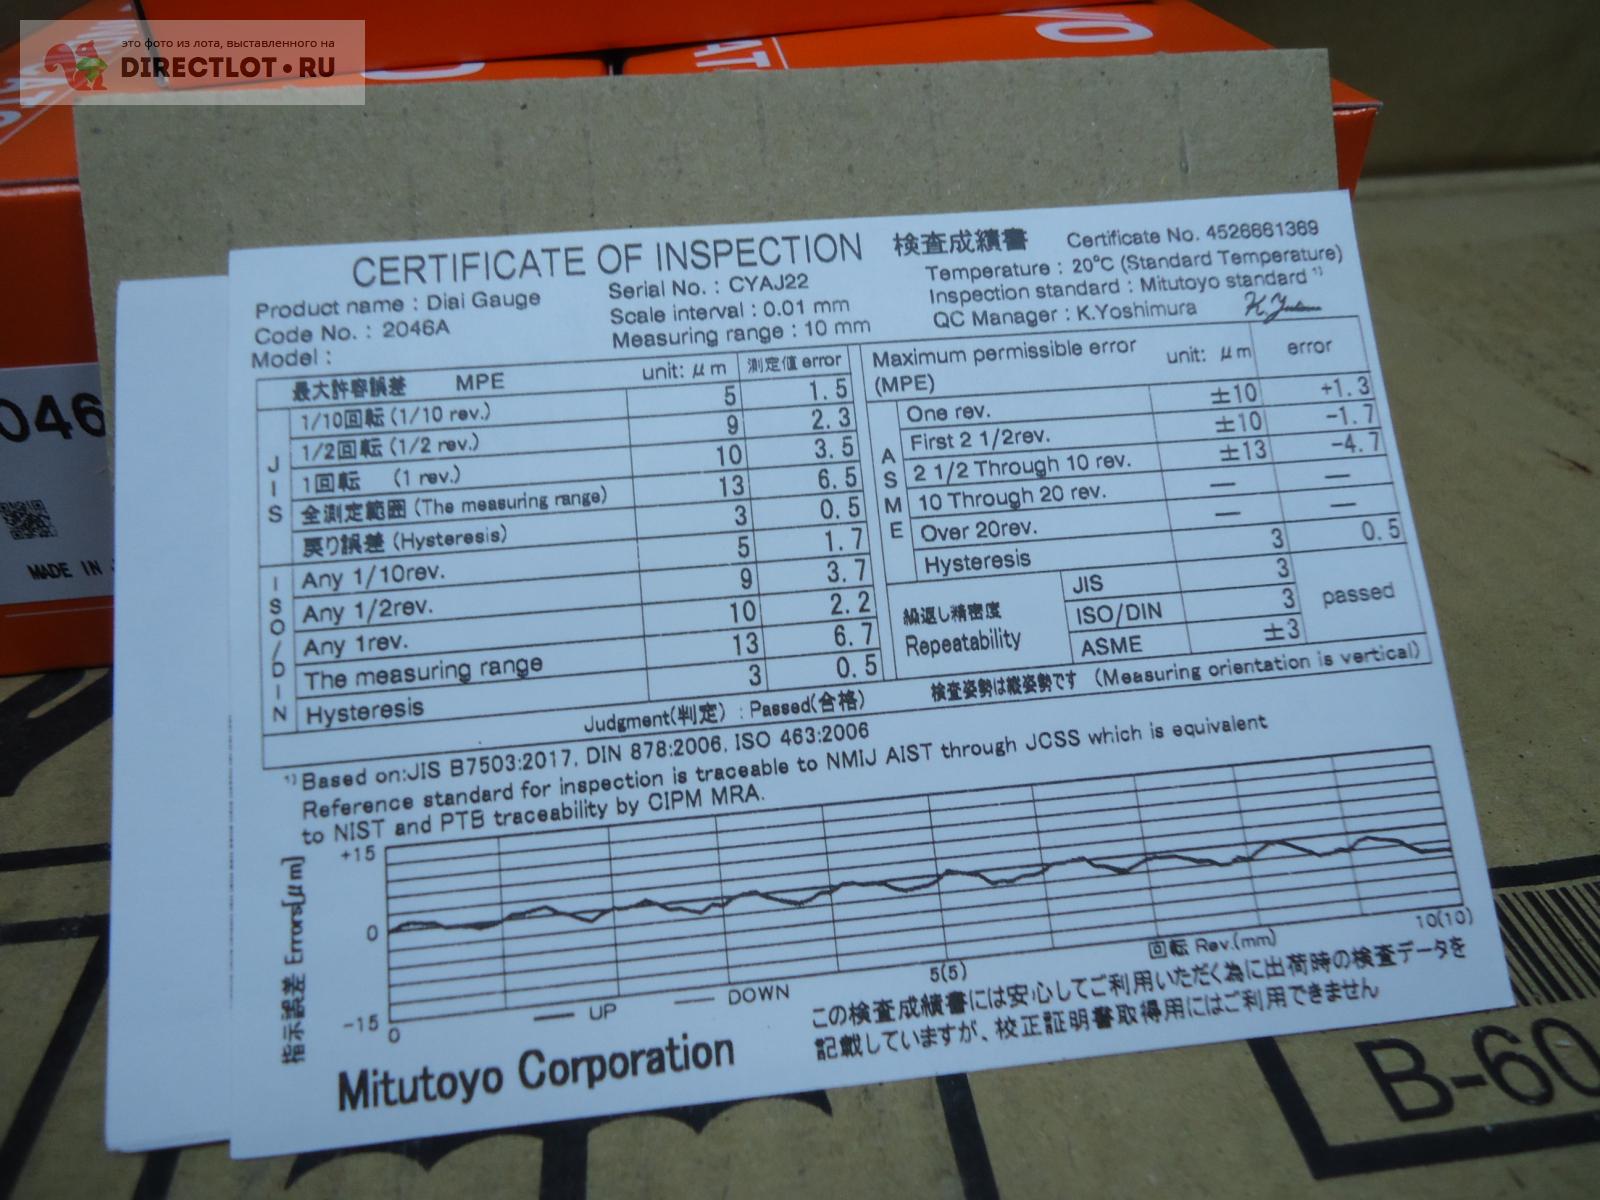 это фото из лота, выставленного на
DIRECTLOT•RU
CERTIFICATE OF INSPECTION 検査成績書
Certificate No. 4526661369
Product name : Dial Gauge
Code No. : 2046A
Model :
Serial No. : CYAJ22
Scale interval : 0.01 mm
Measuring range : 10 mm
Temperature : 20℃ (Standard Temperature)
Inspection standard : Mitutoyo standard 1)
QC Manager : K.Yoshimura
最大許容誤差 MPE unit: μm 測定値 error
JIS
1/10回転 (1/10 rev.) 5 1.5
1/2回転 (1/2 rev.) 9 2.3
1回転 (1 rev.) 10 3.5
全測定範囲 (The measuring range) 13 6.5
戻り誤差 (Hysteresis) 3 0.5
ISO/DIN
Any 1/10rev. 5 1.7
Any 1/2rev. 9 3.7
Any 1rev. 10 2.2
The measuring range 13 6.7
Hysteresis 3 0.5
Maximum permissible error (MPE) unit: μm error
ASME
One rev. ±10 +1.3
First 2 1/2rev. ±10 -1.7
2 1/2 Through 10 rev. ±13 -4.7
10 Through 20 rev. — —
Over 20rev. — —
Hysteresis 3 0.5
繰返し精密度
Repeatability
JIS 3
ISO/DIN 3 passed
ASME ±3
Judgment(判定) : Passed(合格) 検査姿勢は縦姿勢です (Measuring orientation is vertical)
1) Based on:JIS B7503:2017, DIN 878:2006, ISO 463:2006
Reference standard for inspection is traceable to NMIJ AIST through JCSS which is equivalent
to NIST and PTB traceability by CIPM MRA.
指示誤差 Errors[μm]
+15
0
-15
0
5(5)
10(10)
回転 Rev.(mm)
UP DOWN
この検査成績書には安心してご利用いただく為に出荷時の検査データを
記載していますが、校正証明書取得用にはご利用できません
Mitutoyo Corporation
046
MADE IN
B-60